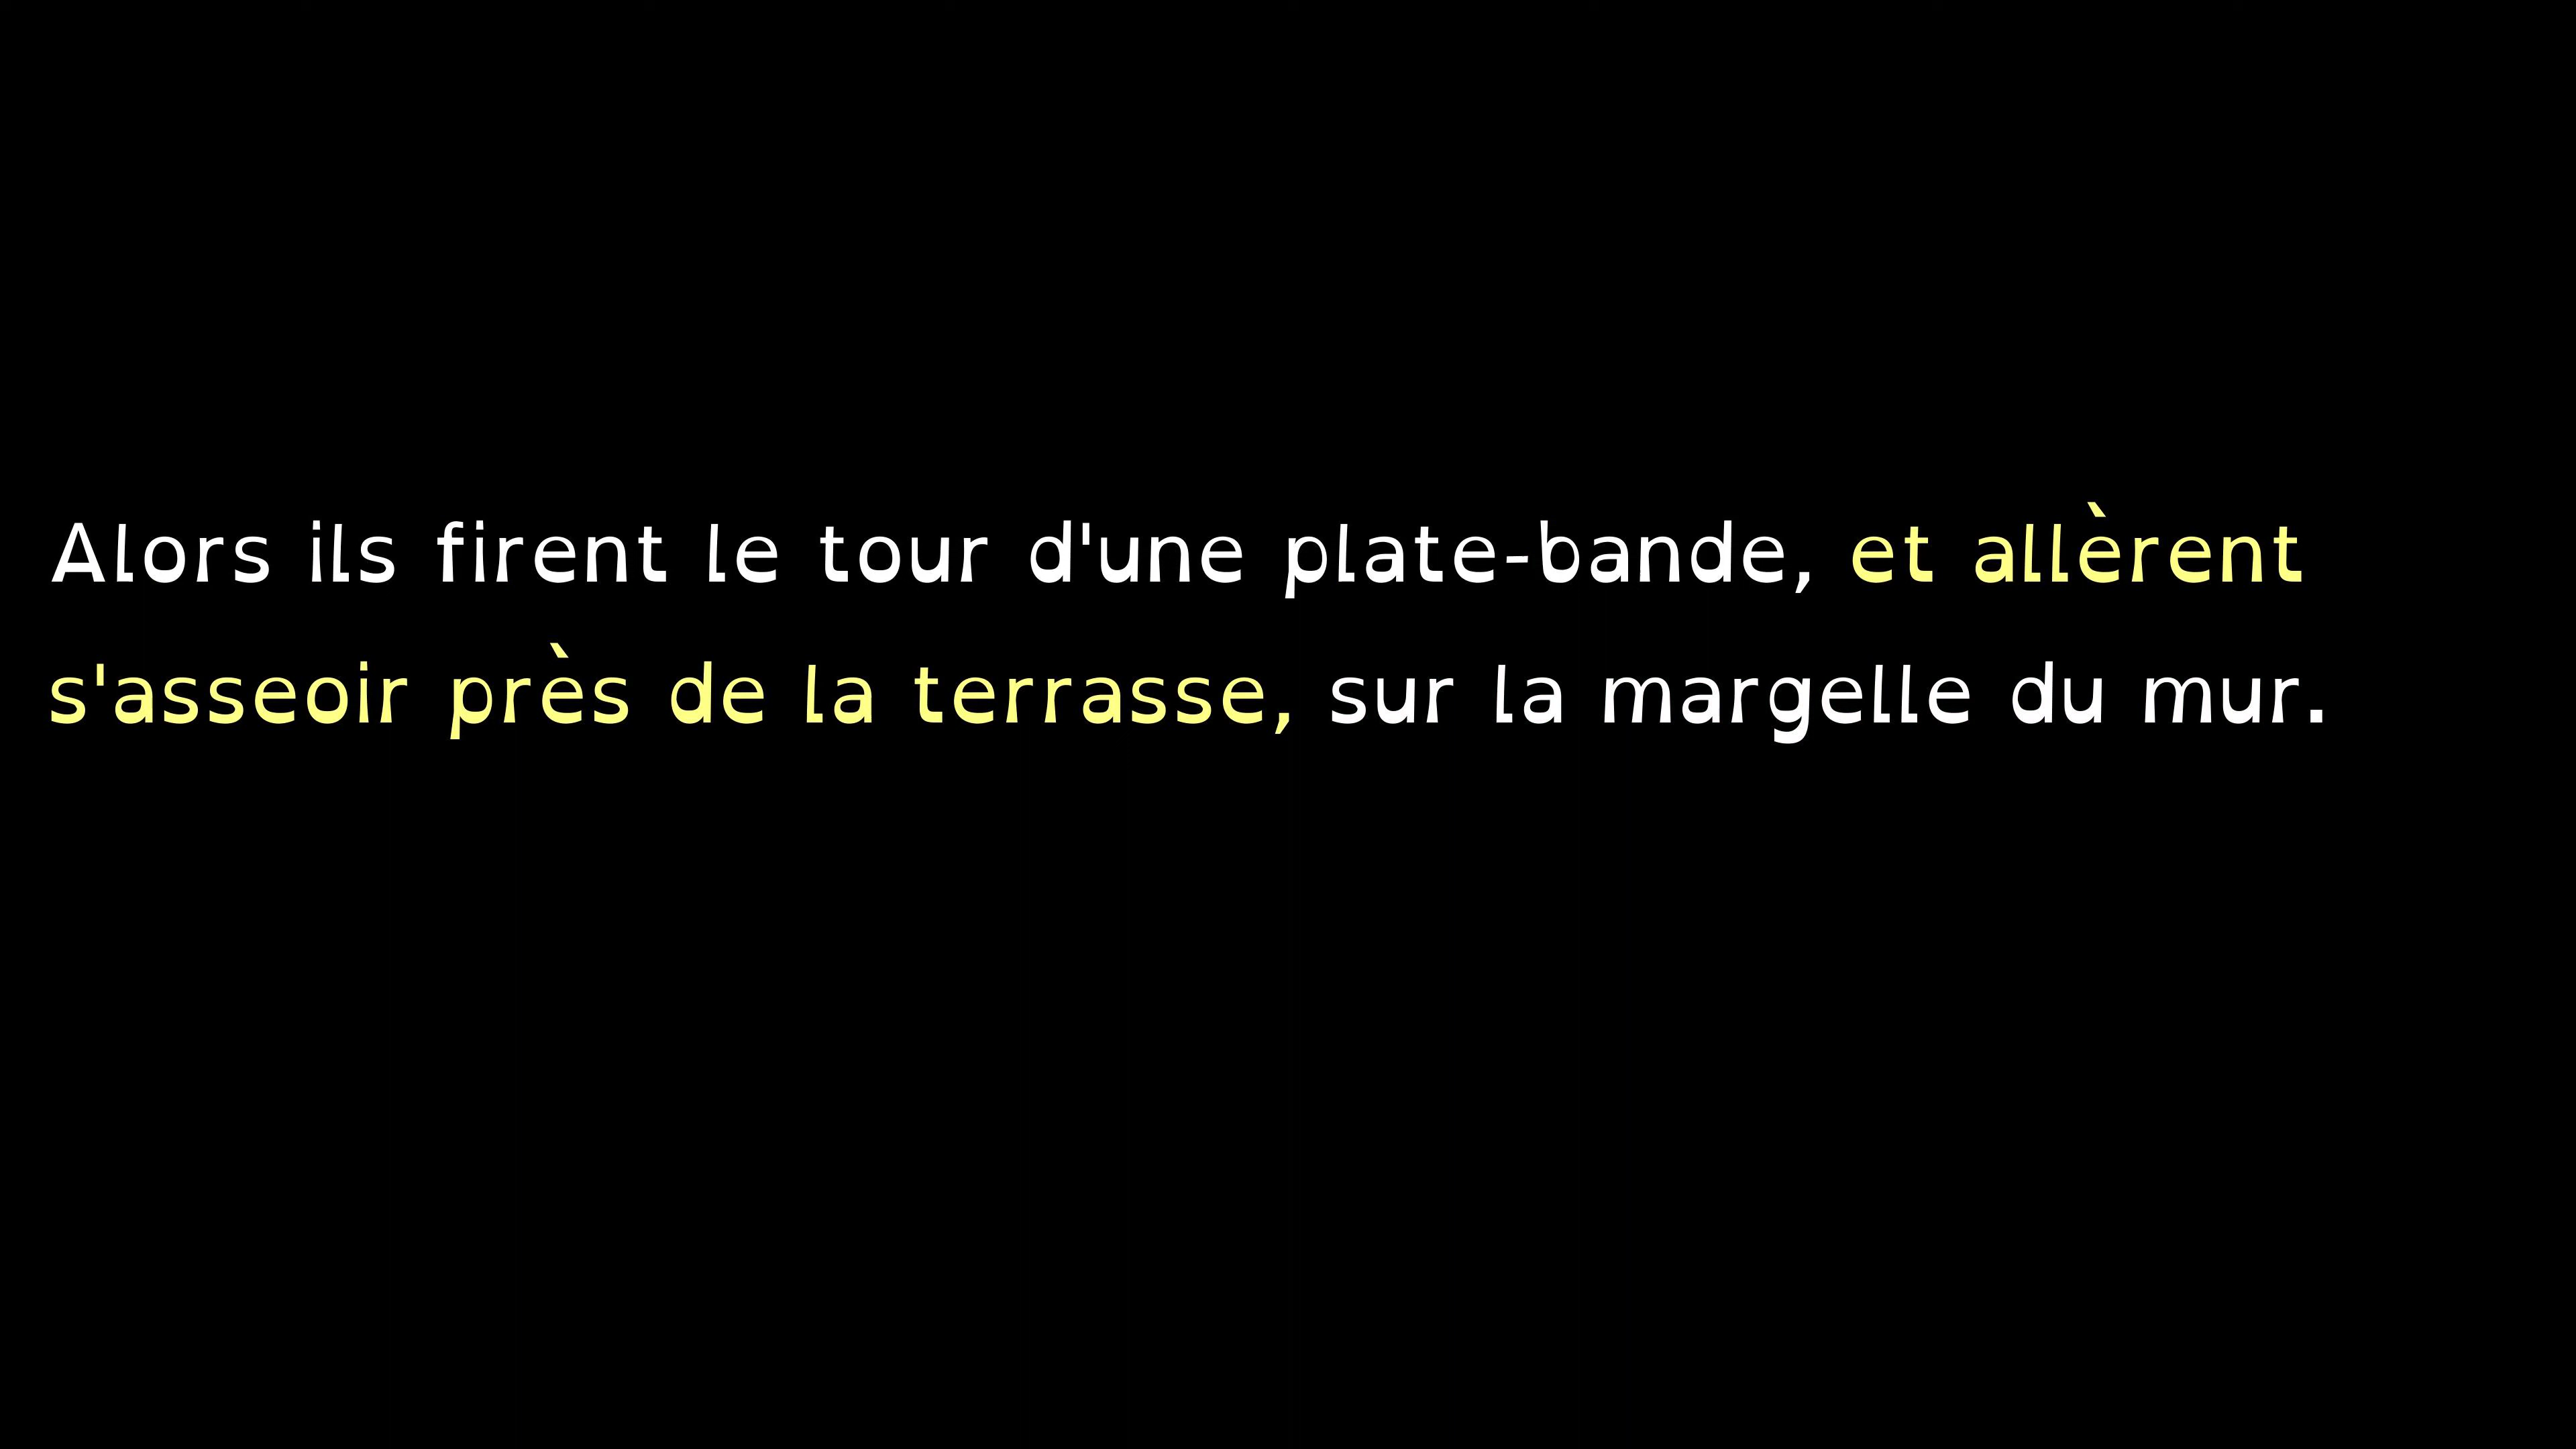 Alors ils firent le tour d'une plate-bande, et allèrent
s'asseoir près de la terrasse, sur la margelle du mur.